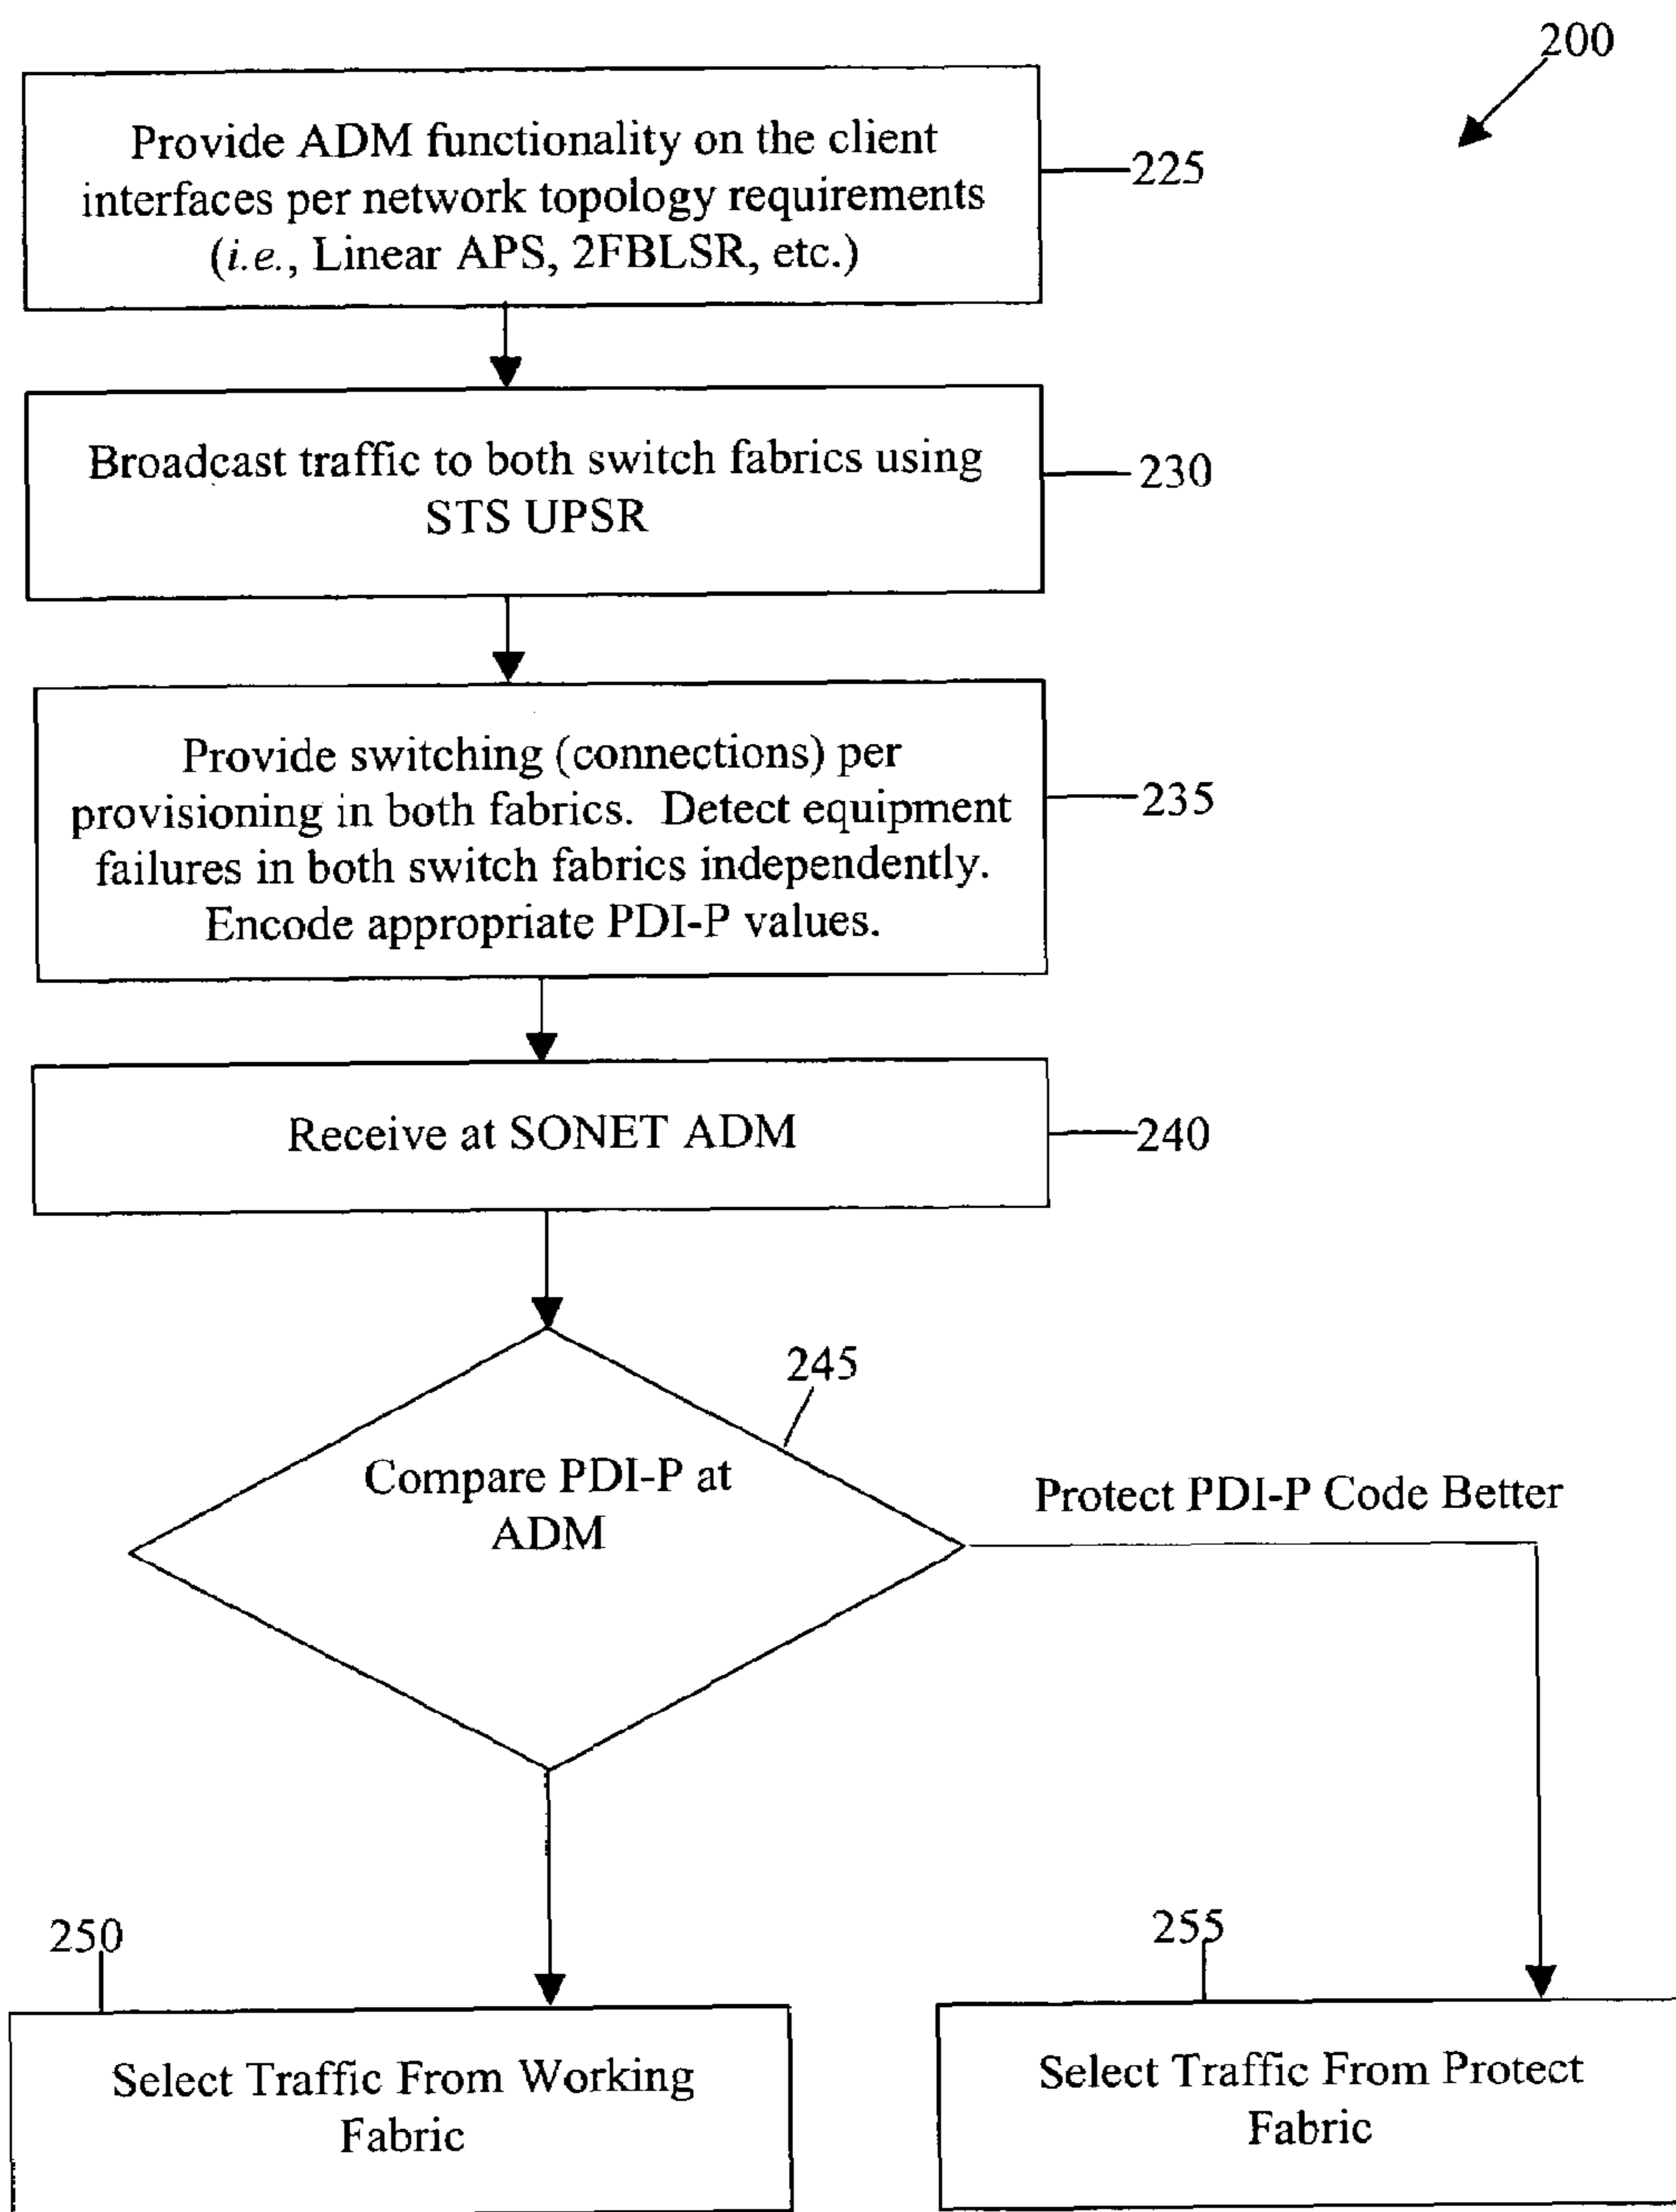 200
Provide ADM functionality on the client
interfaces per network topology requirements
(i.e., Linear APS, 2FBLSR, etc.)
225
Broadcast traffic to both switch fabrics using
STS UPSR
230
Provide switching (connections) per
provisioning in both fabrics. Detect equipment
failures in both switch fabrics independently.
Encode appropriate PDI-P values.
235
Receive at SONET ADM
240
245
Compare PDI-P at
ADM
Protect PDI-P Code Better
250
Select Traffic From Working
Fabric
255
Select Traffic From Protect
Fabric